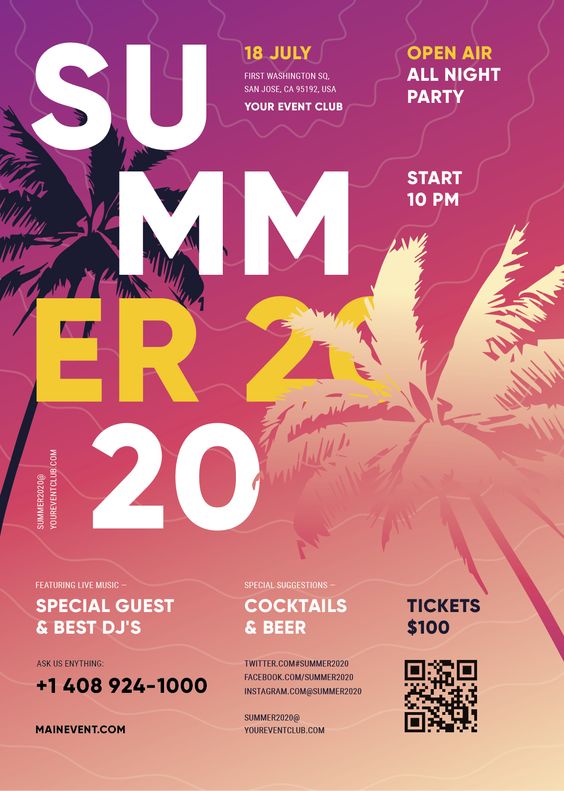 SU
MM
ER 20
20
18 JULY
FIRST WASHINGTON SQ,
SAN JOSE, CA 95192, USA
YOUR EVENT CLUB
OPEN AIR
ALL NIGHT
PARTY
START
10 PM
SUMMER2020@
YOUREVENTCLUB.COM
FEATURING LIVE MUSIC —
SPECIAL GUEST
& BEST DJ'S
SPECIAL SUGGESTIONS —
COCKTAILS
& BEER
TICKETS
$100
ASK US ENYTHING:
+1 408 924-1000
MAINEVENT.COM
TWITTER.COM#SUMMER2020
FACEBOOK.COM/SUMMER2020
INSTAGRAM.COM@SUMMER2020
SUMMER2020@
YOUREVENTCLUB.COM